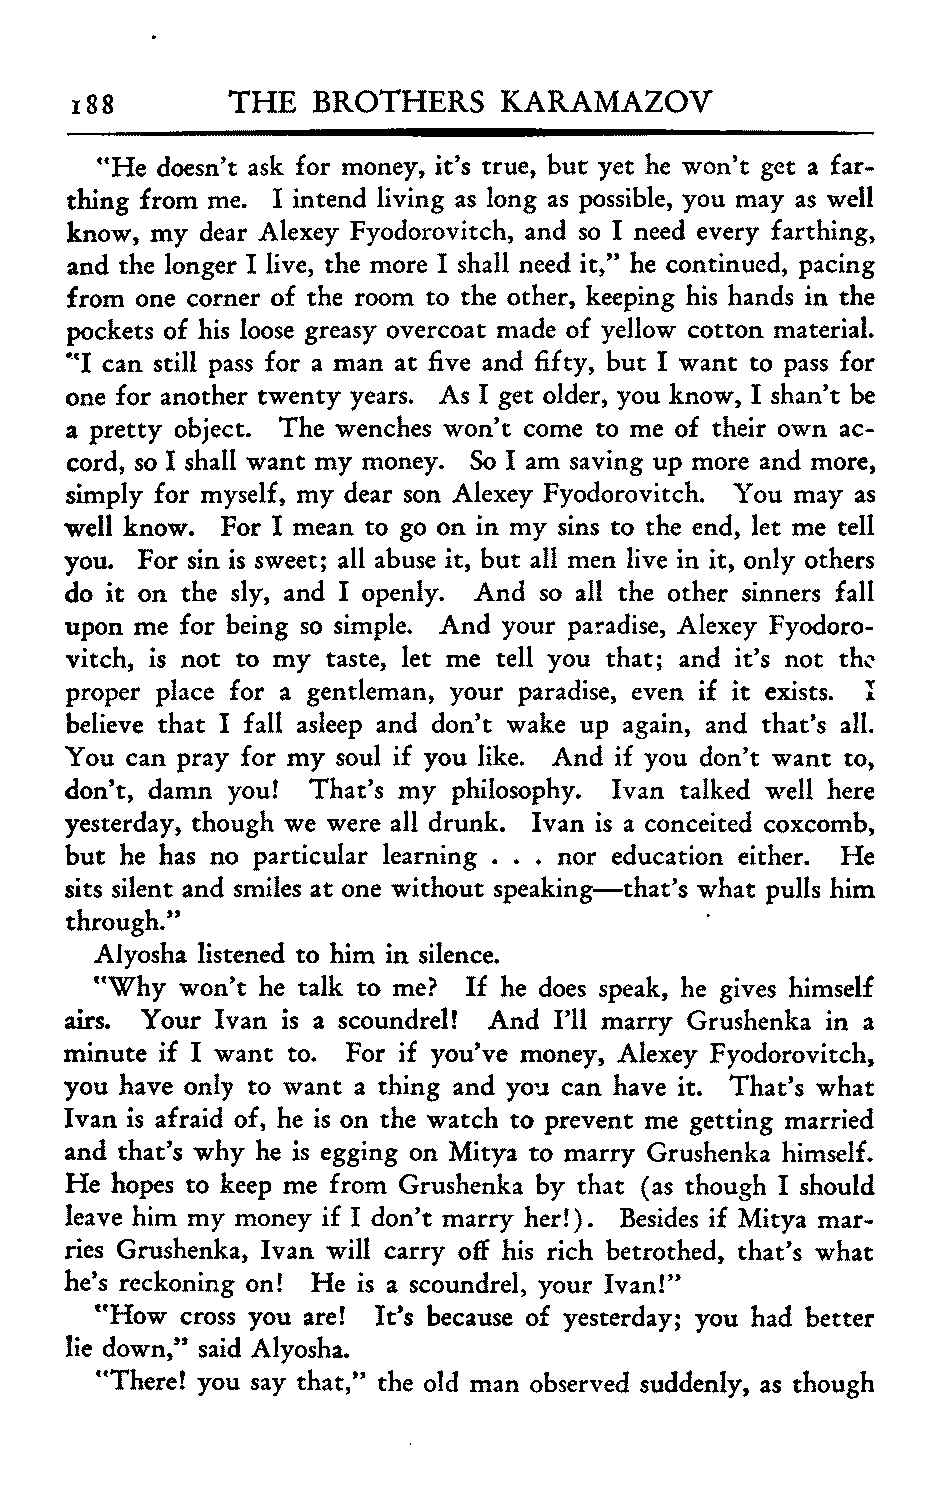 188 THE BROTHERS KARAMAZOV
"He doesn't ask for money, it's true, but yet he won't get a far-
thing from me. I intend living as long as possible, you may as well
know, my dear Alexey Fyodorovitch, and so I need every farthing,
and the longer I live, the more I shall need it," he continued, pacing
from one corner of the room to the other, keeping his hands in the
pockets of his loose greasy overcoat made of yellow cotton material.
"I can still pass for a man at five and fifty, but I want to pass for
one for another twenty years. As I get older, you know, I shan't be
a pretty object. The wenches won't come to me of their own ac-
cord, so I shall want my money. So I am saving up more and more,
simply for myself, my dear son Alexey Fyodorovitch. You may as
well know. For I mean to go on in my sins to the end, let me tell
you. For sin is sweet; all abuse it, but all men live in it, only others
do it on the sly, and I openly. And so all the other sinners fall
upon me for being so simple. And your paradise, Alexey Fyodoro-
vitch, is not to my taste, let me tell you that; and it's not the
proper place for a gentleman, your paradise, even if it exists. I
believe that I fall asleep and don't wake up again, and that's all.
You can pray for my soul if you like. And if you don't want to,
don't, damn you! That's my philosophy. Ivan talked well here
yesterday, though we were all drunk. Ivan is a conceited coxcomb,
but he has no particular learning . . . nor education either. He
sits silent and smiles at one without speaking—that's what pulls him
through."
Alyosha listened to him in silence.
"Why won't he talk to me? If he does speak, he gives himself
airs. Your Ivan is a scoundrel! And I'll marry Grushenka in a
minute if I want to. For if you've money, Alexey Fyodorovitch,
you have only to want a thing and you can have it. That's what
Ivan is afraid of, he is on the watch to prevent me getting married
and that's why he is egging on Mitya to marry Grushenka himself.
He hopes to keep me from Grushenka by that (as though I should
leave him my money if I don't marry her!). Besides if Mitya mar-
ries Grushenka, Ivan will carry off his rich betrothed, that's what
he's reckoning on! He is a scoundrel, your Ivan!"
"How cross you are! It's because of yesterday; you had better
lie down," said Alyosha.
"There! you say that," the old man observed suddenly, as though